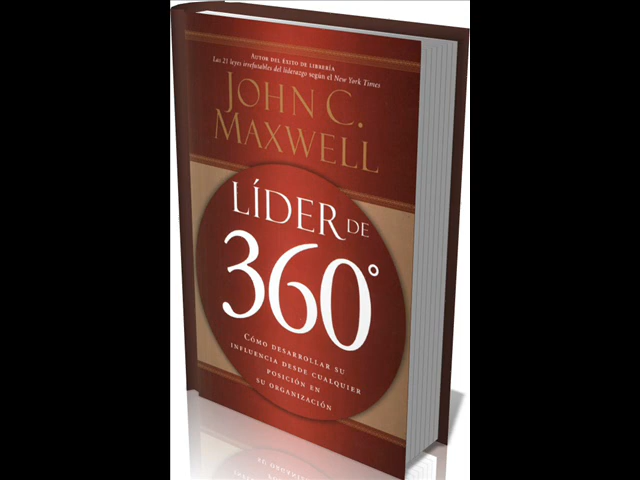 AUTOR DEL ÉXITO DE LIBRERÍA
Las 21 leyes irrefutables del liderazgo según el New York Times
JOHN C.
MAXWELL
LÍDER DE
360°
CÓMO DESARROLLAR SU
INFLUENCIA DESDE CUALQUIER
POSICIÓN EN
SU ORGANIZACIÓN